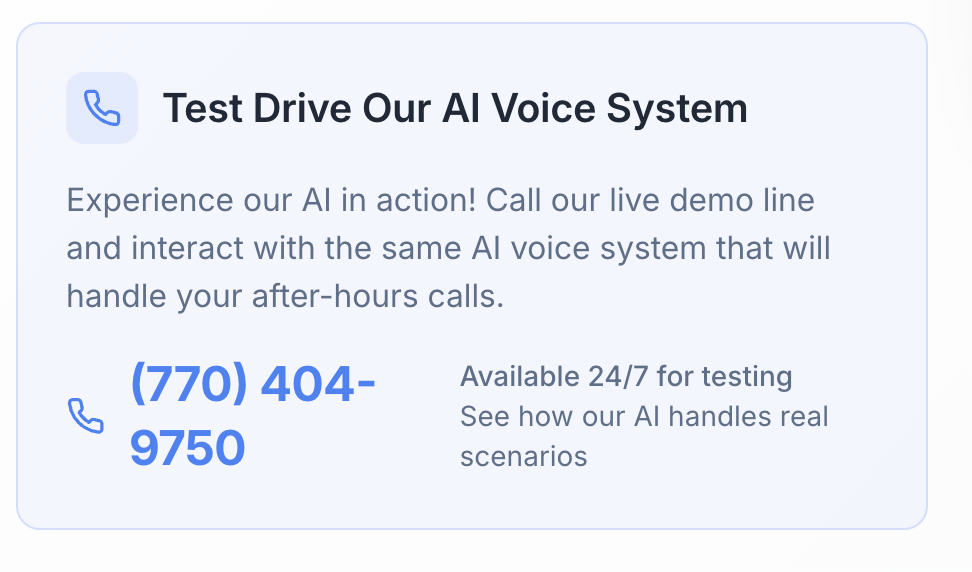 Test Drive Our AI Voice System
Experience our AI in action! Call our live demo line
and interact with the same AI voice system that will
handle your after-hours calls.
(770) 404-
9750
Available 24/7 for testing
See how our AI handles real
scenarios